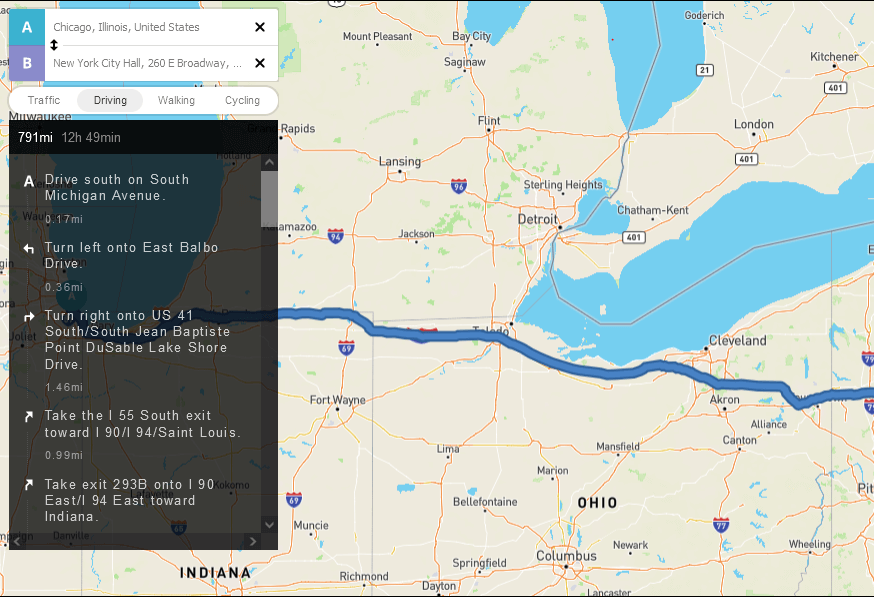 A
Chicago, Illinois, United States
B
New York City Hall, 260 E Broadway, ...
Traffic
Driving
Walking
Cycling
791mi 12h 49min
A
Drive south on South
Michigan Avenue.
0.17mi
Turn left onto East Balbo
Drive.
0.36mi
Turn right onto US 41
South/South Jean Baptiste
Point DuSable Lake Shore
Drive.
1.46mi
Take the I 55 South exit
toward I 90/I 94/Saint Louis.
0.99mi
Take exit 293B onto I 90
East/I 94 East toward
Indiana.
Milwaukee
Mount Pleasant
Bay City
Saginaw
Goderich
21
Kitchener
401
Flint
London
401
Lansing
96
Sterling Heights
Chatham-Kent
Detroit
401
Jackson
94
Holland
Joliet
Toledo
69
Cleveland
79
Fort Wayne
Akron
Alliance
Canton
Lima
Mansfield
Marion
Kokomo
Lafayette
69
Bellefontaine
OHIO
77
Muncie
Danville
Newark
Wheeling
Columbus
Springfield
INDIANA
Richmond
Dayton
Lancaster